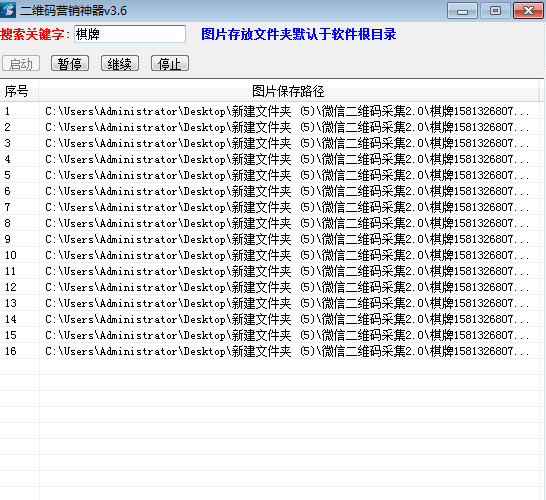 二维码营销神器v3.6
搜索关键字: 棋牌 图片存放文件夹默认于软件根目录
启动 暂停 继续 停止
序号 图片保存路径
1 C:\Users\Administrator\Desktop\新建文件夹 (5)\微信二维码采集2.0\棋牌1581326807...
2 C:\Users\Administrator\Desktop\新建文件夹 (5)\微信二维码采集2.0\棋牌1581326807...
3 C:\Users\Administrator\Desktop\新建文件夹 (5)\微信二维码采集2.0\棋牌1581326807...
4 C:\Users\Administrator\Desktop\新建文件夹 (5)\微信二维码采集2.0\棋牌1581326807...
5 C:\Users\Administrator\Desktop\新建文件夹 (5)\微信二维码采集2.0\棋牌1581326807...
6 C:\Users\Administrator\Desktop\新建文件夹 (5)\微信二维码采集2.0\棋牌1581326807...
7 C:\Users\Administrator\Desktop\新建文件夹 (5)\微信二维码采集2.0\棋牌1581326807...
8 C:\Users\Administrator\Desktop\新建文件夹 (5)\微信二维码采集2.0\棋牌1581326807...
9 C:\Users\Administrator\Desktop\新建文件夹 (5)\微信二维码采集2.0\棋牌1581326807...
10 C:\Users\Administrator\Desktop\新建文件夹 (5)\微信二维码采集2.0\棋牌1581326807...
11 C:\Users\Administrator\Desktop\新建文件夹 (5)\微信二维码采集2.0\棋牌1581326807...
12 C:\Users\Administrator\Desktop\新建文件夹 (5)\微信二维码采集2.0\棋牌1581326807...
13 C:\Users\Administrator\Desktop\新建文件夹 (5)\微信二维码采集2.0\棋牌1581326807...
14 C:\Users\Administrator\Desktop\新建文件夹 (5)\微信二维码采集2.0\棋牌1581326807...
15 C:\Users\Administrator\Desktop\新建文件夹 (5)\微信二维码采集2.0\棋牌1581326807...
16 C:\Users\Administrator\Desktop\新建文件夹 (5)\微信二维码采集2.0\棋牌1581326807...